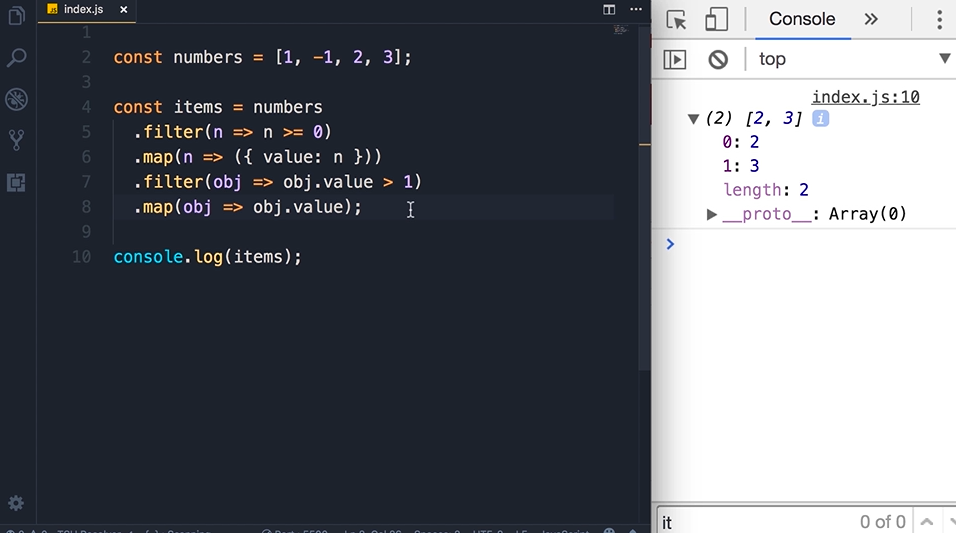 index.js ×
1
2 const numbers = [1, -1, 2, 3];
3
4 const items = numbers
5 .filter(n => n >= 0)
6 .map(n => ({ value: n }))
7 .filter(obj => obj.value > 1)
8 .map(obj => obj.value);
9
10 console.log(items);
Console
top
index.js:10
(2) [2, 3] i
0: 2
1: 3
length: 2
__proto__: Array(0)
it 0 of 0